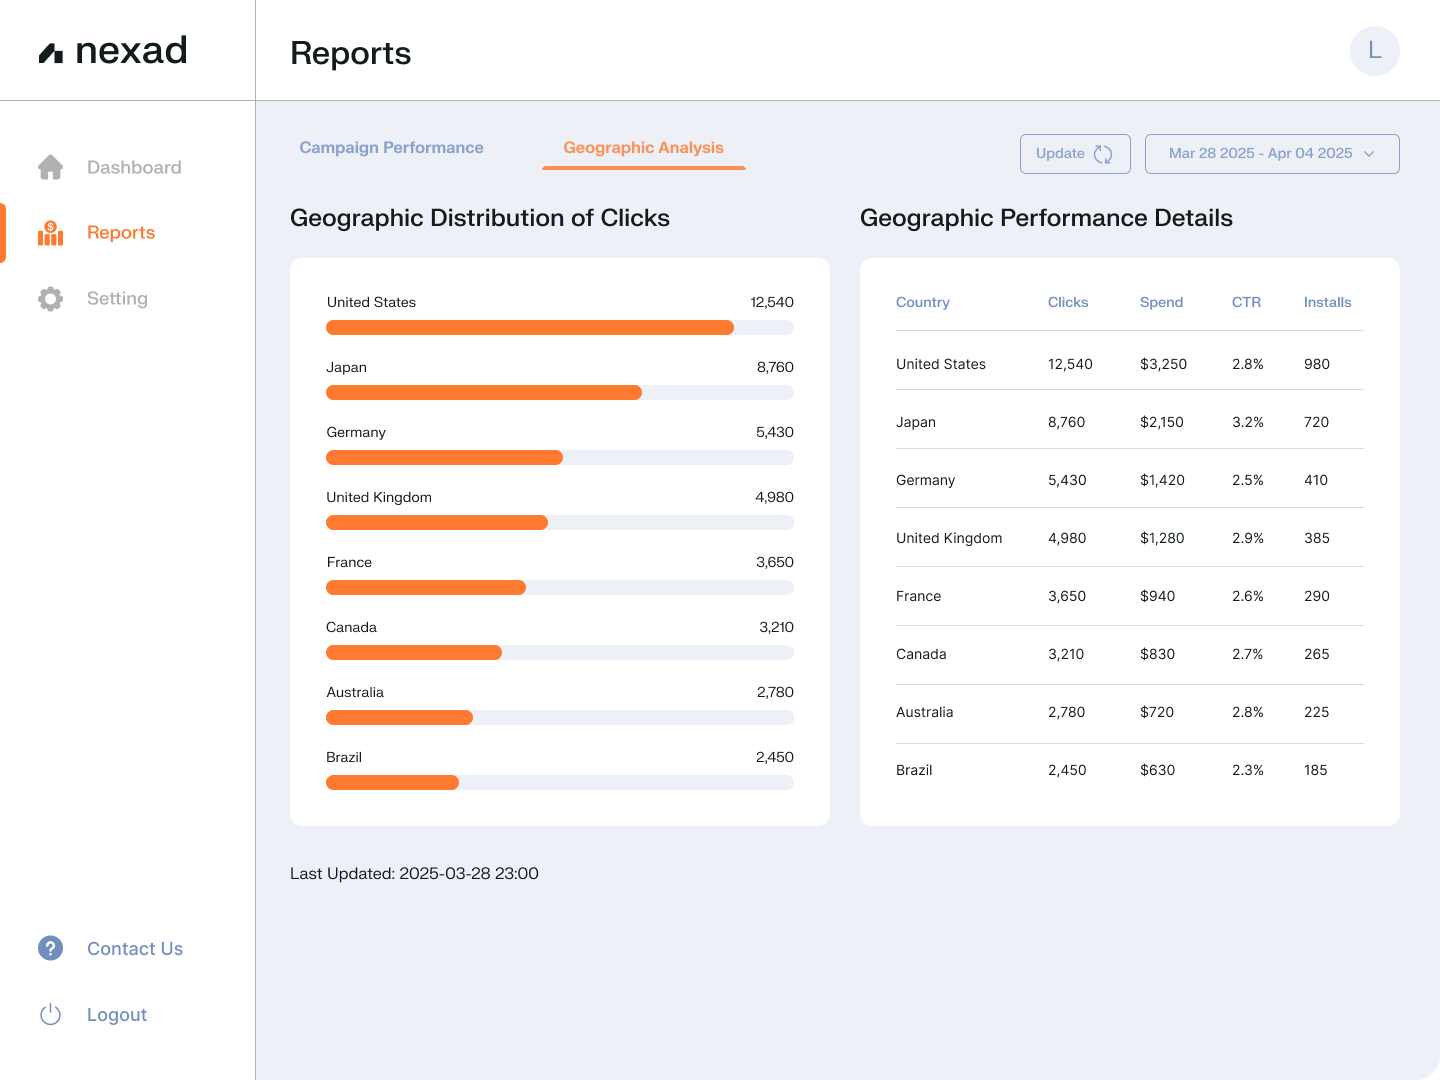 nexad
Reports
L
Dashboard
Reports
Setting
Contact Us
Logout
Campaign Performance
Geographic Analysis
Update
Mar 28 2025 - Apr 04 2025
Geographic Distribution of Clicks
United States 12,540
Japan 8,760
Germany 5,430
United Kingdom 4,980
France 3,650
Canada 3,210
Australia 2,780
Brazil 2,450
Geographic Performance Details
Country Clicks Spend CTR Installs
United States 12,540 $3,250 2.8% 980
Japan 8,760 $2,150 3.2% 720
Germany 5,430 $1,420 2.5% 410
United Kingdom 4,980 $1,280 2.9% 385
France 3,650 $940 2.6% 290
Canada 3,210 $830 2.7% 265
Australia 2,780 $720 2.8% 225
Brazil 2,450 $630 2.3% 185
Last Updated: 2025-03-28 23:00